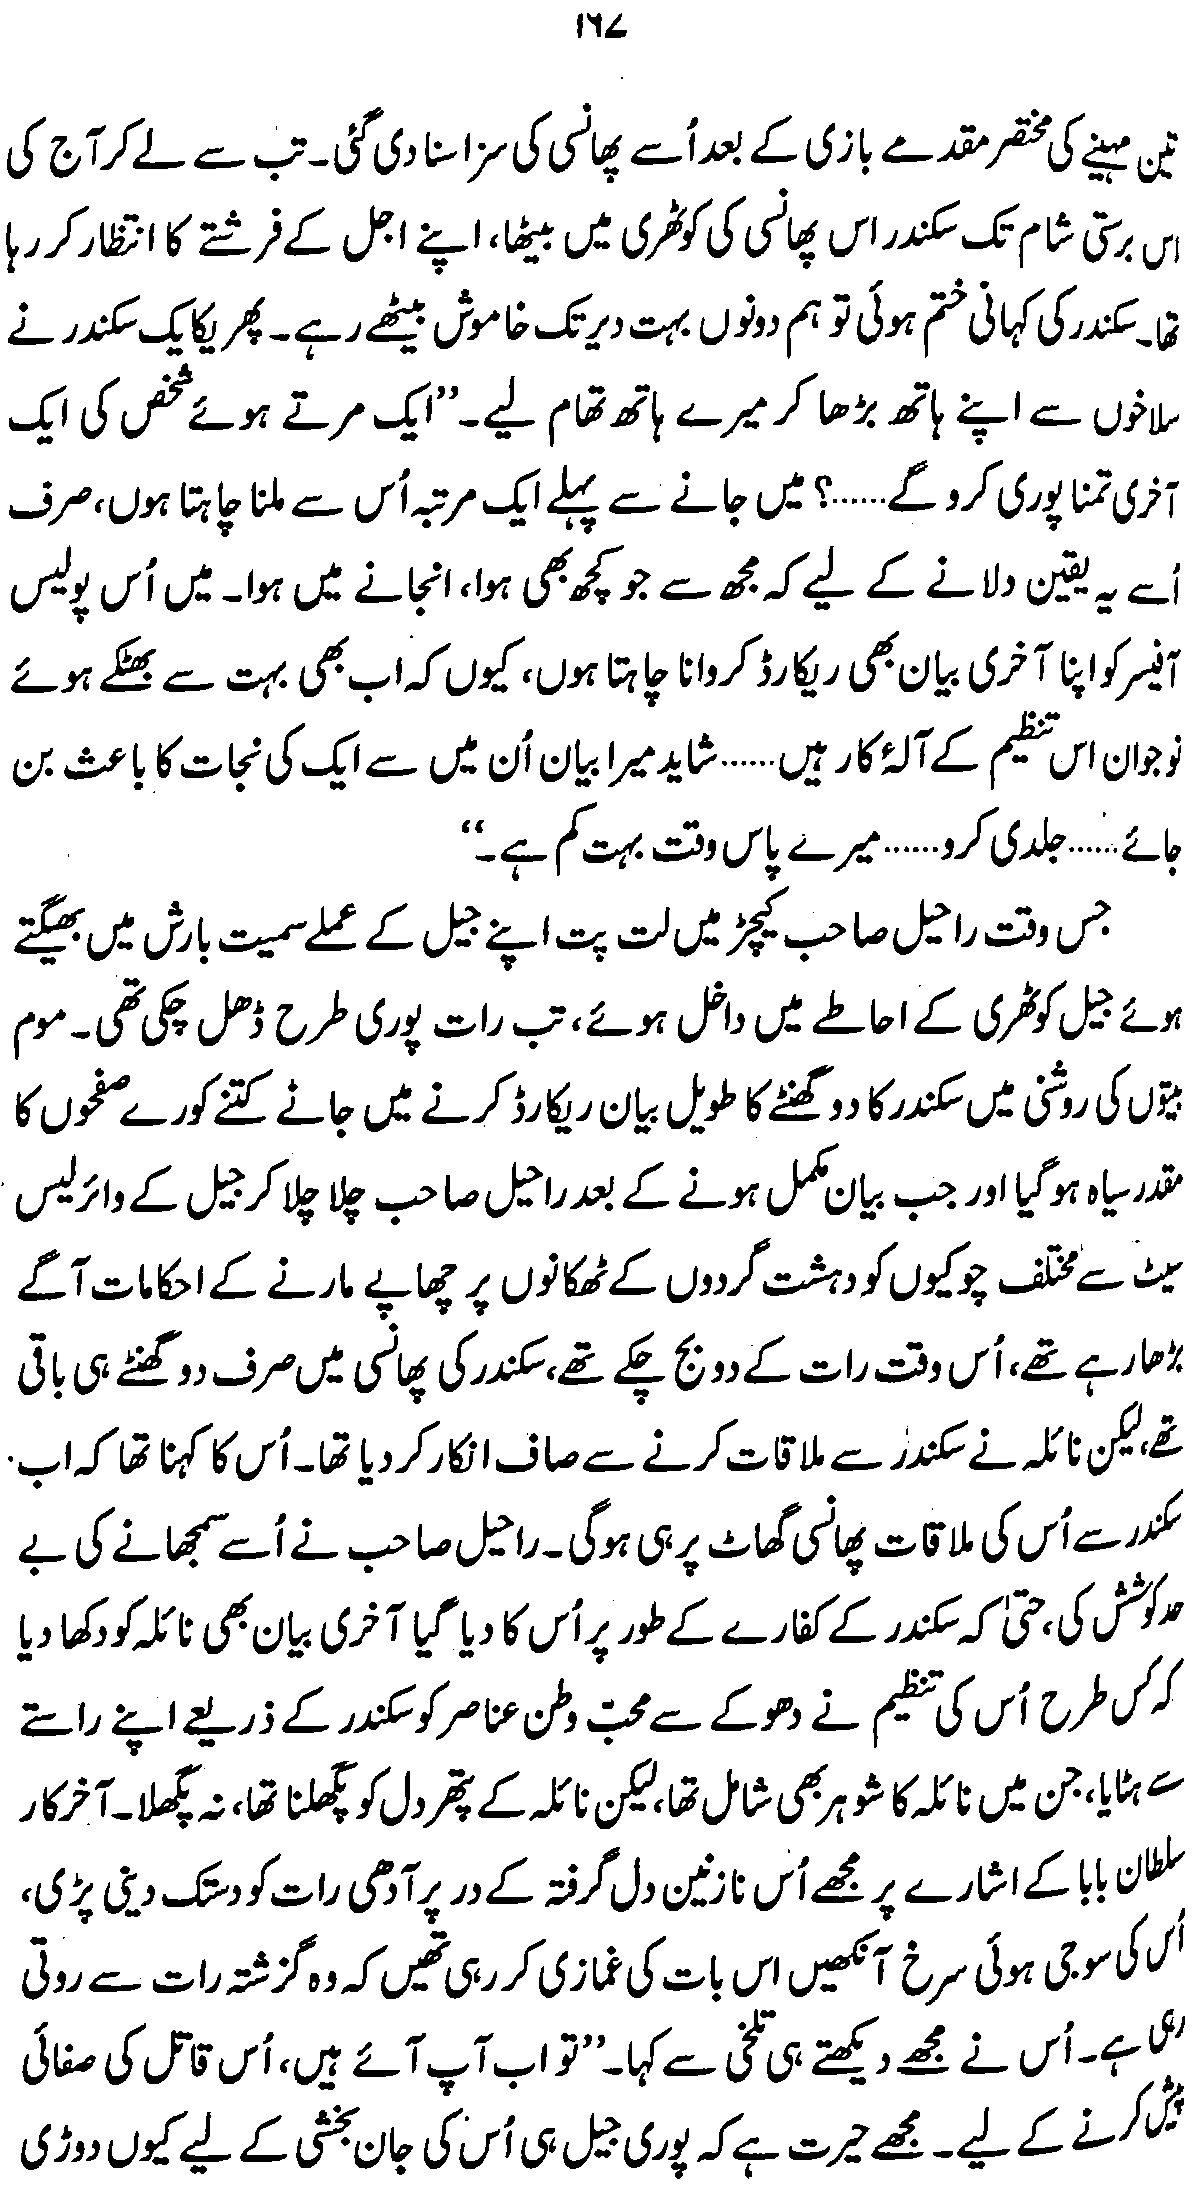 ۱۶۷
تین مہینے کی مختصر مقدمے بازی کے بعد اُسے پھانسی کی سزا سنا دی گئی۔ تب سے لے کر آج کی
اس برستی شام تک سکندر اس پھانسی کی کوٹھری میں بیٹھا، اپنے اجل کے فرشتے کا انتظار کر رہا
تھا۔ سکندر کی کہانی ختم ہوئی تو ہم دونوں بہت دیر تک خاموش بیٹھے رہے۔ پھر یکایک سکندر نے
سلاخوں سے اپنے ہاتھ بڑھا کر میرے ہاتھ تھام لیے۔ ”ایک مرتے ہوئے شخص کی ایک
آخری تمنا پوری کرو گے......؟ میں جانے سے پہلے ایک مرتبہ اُس سے ملنا چاہتا ہوں، صرف
اُسے یہ یقین دلانے کے لیے کہ مجھ سے جو کچھ بھی ہوا، انجانے میں ہوا۔ میں اُس پولیس
آفیسر کو اپنا آخری بیان بھی ریکارڈ کروانا چاہتا ہوں، کیوں کہ اب بھی بہت سے بھٹکے ہوئے
نوجوان اس تنظیم کے آلۂ کار ہیں...... شاید میرا بیان اُن میں سے ایک کی نجات کا باعث بن
جائے...... جلدی کرو...... میرے پاس وقت بہت کم ہے۔“
جس وقت راحیل صاحب کیچڑ میں لت پت اپنے جیل کے عملے سمیت بارش میں بھیگتے
ہوئے جیل کوٹھری کے احاطے میں داخل ہوئے، تب رات پوری طرح ڈھل چکی تھی۔ موم
بتیوں کی روشنی میں سکندر کا دو گھنٹے کا طویل بیان ریکارڈ کرنے میں جانے کتنے کورے صفحوں کا
مقدر سیاہ ہو گیا اور جب بیان مکمل ہونے کے بعد راحیل صاحب چلا چلا کر جیل کے وائرلیس
سیٹ سے مختلف چوکیوں کو دہشت گردوں کے ٹھکانوں پر چھاپے مارنے کے احکامات آگے
بڑھا رہے تھے، اُس وقت رات کے دو بج چکے تھے، سکندر کی پھانسی میں صرف دو گھنٹے ہی باقی
تھے، لیکن نائلہ نے سکندر سے ملاقات کرنے سے صاف انکار کر دیا تھا۔ اُس کا کہنا تھا کہ اب
سکندر سے اُس کی ملاقات پھانسی گھاٹ پر ہی ہو گی۔ راحیل صاحب نے اُسے سمجھانے کی بے
حد کوشش کی، حتیٰ کہ سکندر کے کفارے کے طور پر اُس کا دیا گیا آخری بیان بھی نائلہ کو دکھا دیا
کہ کس طرح اُس کی تنظیم نے دھوکے سے محبّ وطن عناصر کو سکندر کے ذریعے اپنے راستے
سے ہٹایا، جن میں نائلہ کا شوہر بھی شامل تھا، لیکن نائلہ کے پتھر دل کو پگھلنا تھا، نہ پگھلا۔ آخر کار
سلطان بابا کے اشارے پر مجھے اُس نازنین دل گرفتہ کے در پر آدھی رات کو دستک دینی پڑی،
اُس کی سوجی ہوئی سرخ آنکھیں اس بات کی غمازی کر رہی تھیں کہ وہ گزشتہ رات سے روتی
رہی ہے۔ اُس نے مجھے دیکھتے ہی تلخی سے کہا۔ ”تو اب آپ آئے ہیں، اُس قاتل کی صفائی
پیش کرنے کے لیے۔ مجھے حیرت ہے کہ پوری جیل ہی اُس کی جان بخشی کے لیے کیوں دوڑی